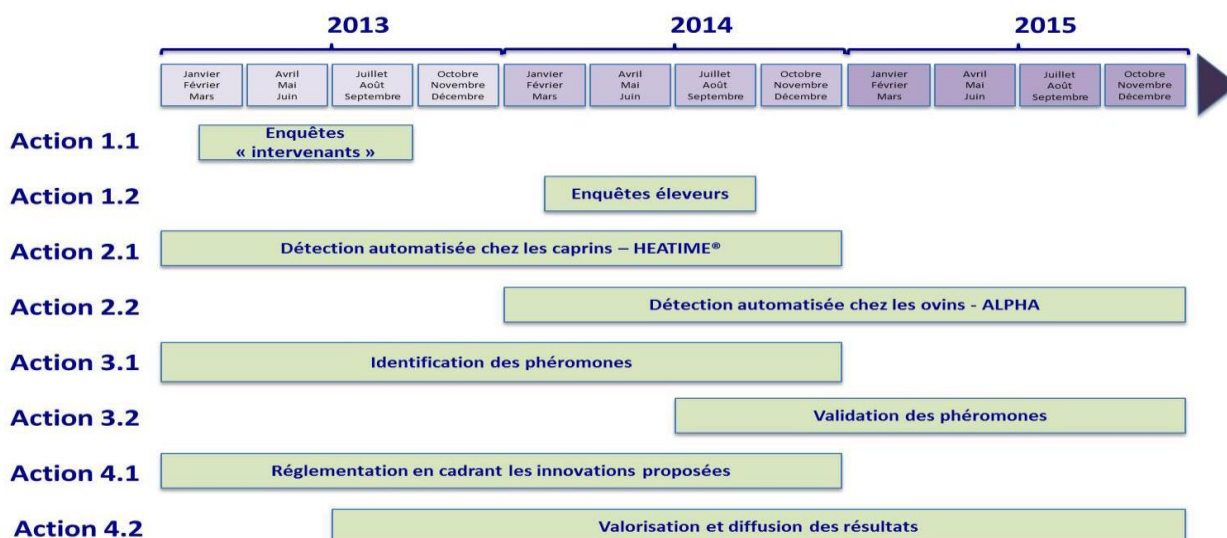 2013 2014 2015
Janvier Février Mars
Avril Mai Juin
Juillet Août Septembre
Octobre Novembre Décembre
Janvier Février Mars
Avril Mai Juin
Juillet Août Septembre
Octobre Novembre Décembre
Janvier Février Mars
Avril Mai Juin
Juillet Août Septembre
Octobre Novembre Décembre
Action 1.1
Enquêtes
« intervenants »
Action 1.2
Enquêtes éleveurs
Action 2.1
Détection automatisée chez les caprins – HEATIME®
Action 2.2
Détection automatisée chez les ovins - ALPHA
Action 3.1
Identification des phéromones
Action 3.2
Validation des phéromones
Action 4.1
Réglementation en cadrant les innovations proposées
Action 4.2
Valorisation et diffusion des résultats